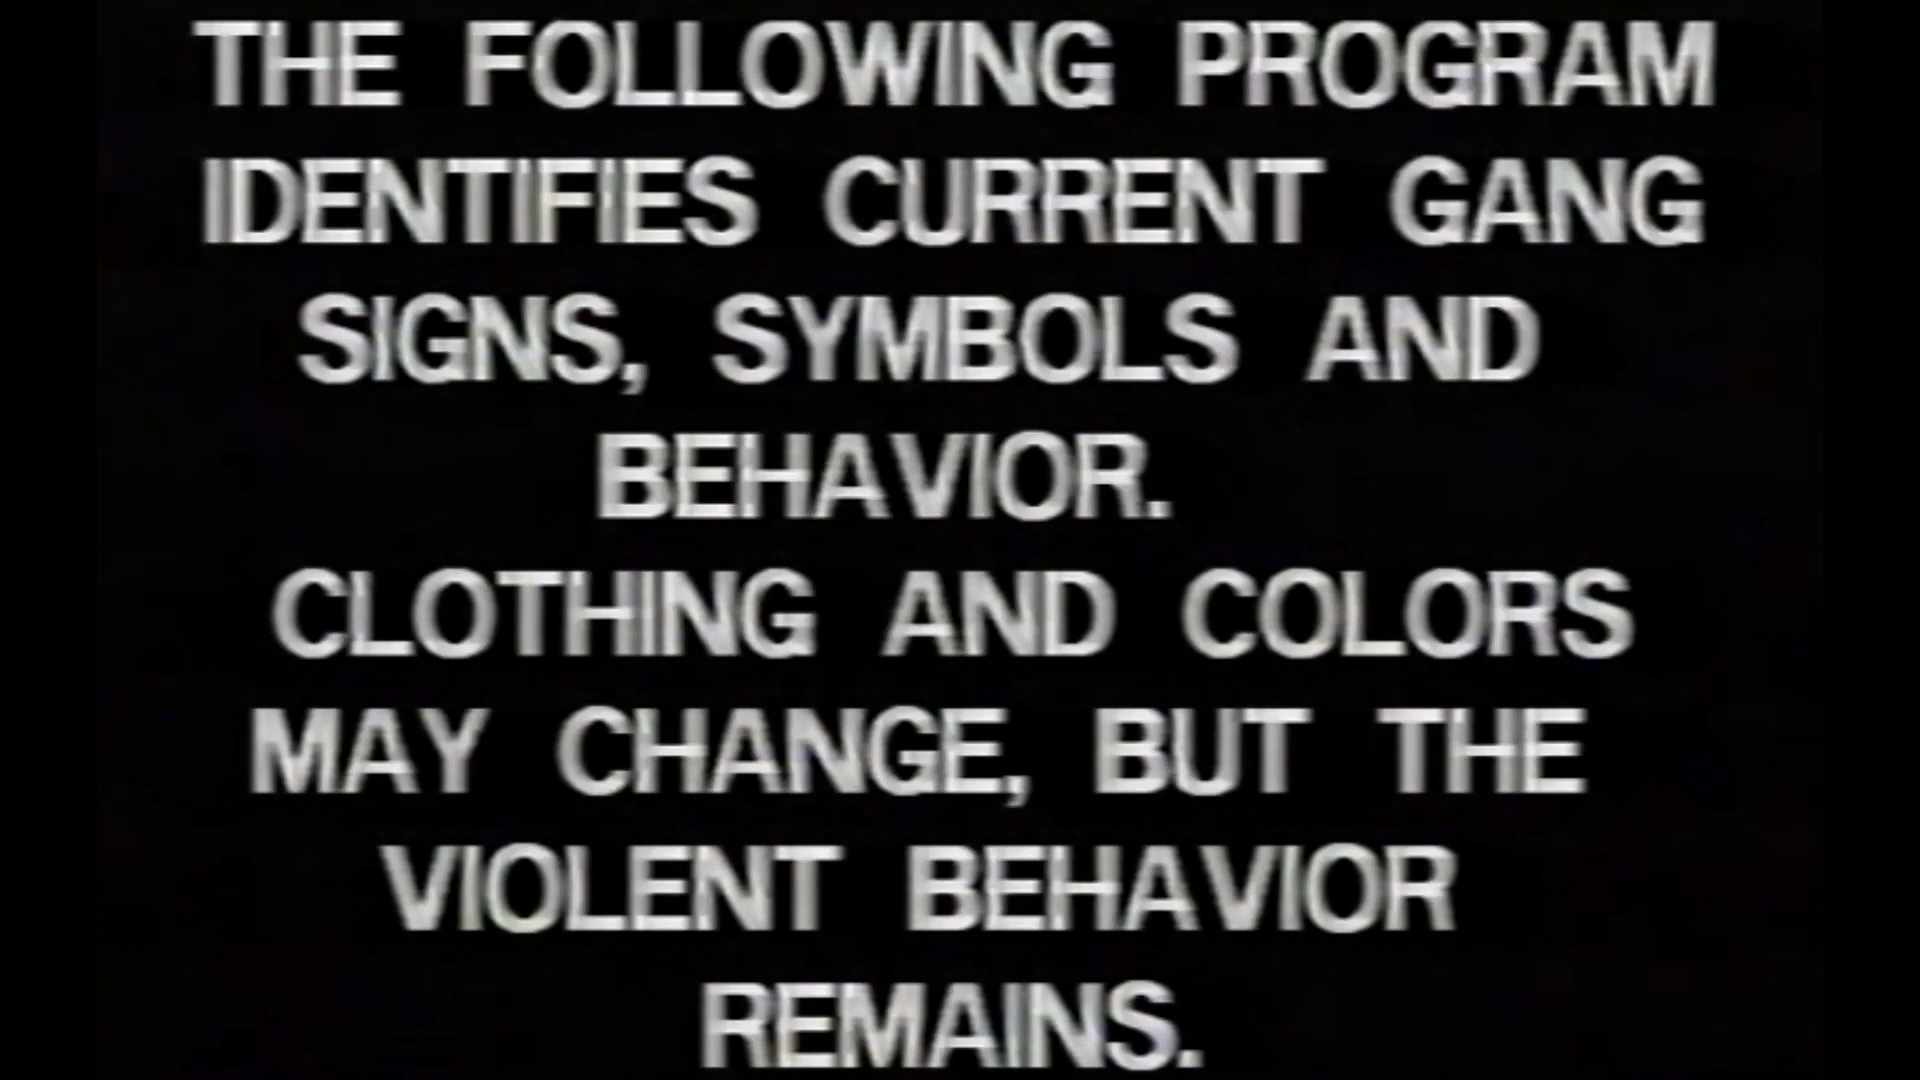 THE FOLLOWING PROGRAM
IDENTIFIES CURRENT GANG
SIGNS, SYMBOLS AND
BEHAVIOR.
CLOTHING AND COLORS
MAY CHANGE, BUT THE
VIOLENT BEHAVIOR
REMAINS.